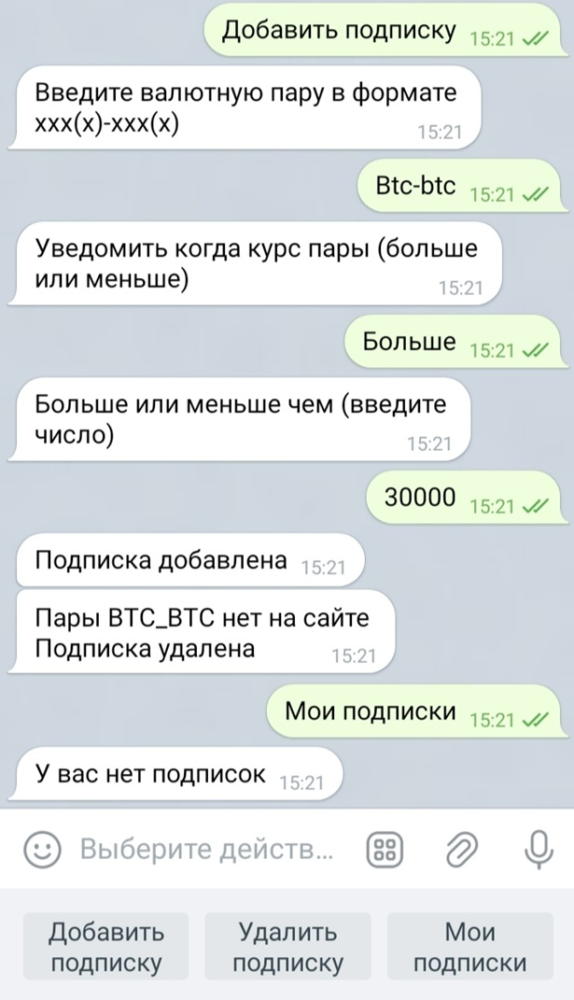 Добавить подписку 15:21
Введите валютную пару в формате
xxx(x)-xxx(x) 15:21
Btc-btc 15:21
Уведомить когда курс пары (больше
или меньше) 15:21
Больше 15:21
Больше или меньше чем (введите
число) 15:21
30000 15:21
Подписка добавлена 15:21
Пары BTC_BTC нет на сайте
Подписка удалена 15:21
Мои подписки 15:21
У вас нет подписок 15:21
Выберите действ...
Добавить
подписку
Удалить
подписку
Мои
подписки